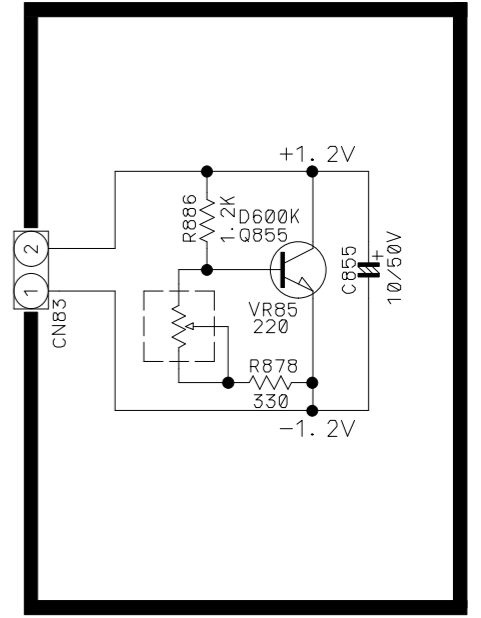 +1.2V
R886
1.2K
D600K
Q855
C855
+
10/50V
2
1
CN83
VR85
220
R878
330
-1.2V